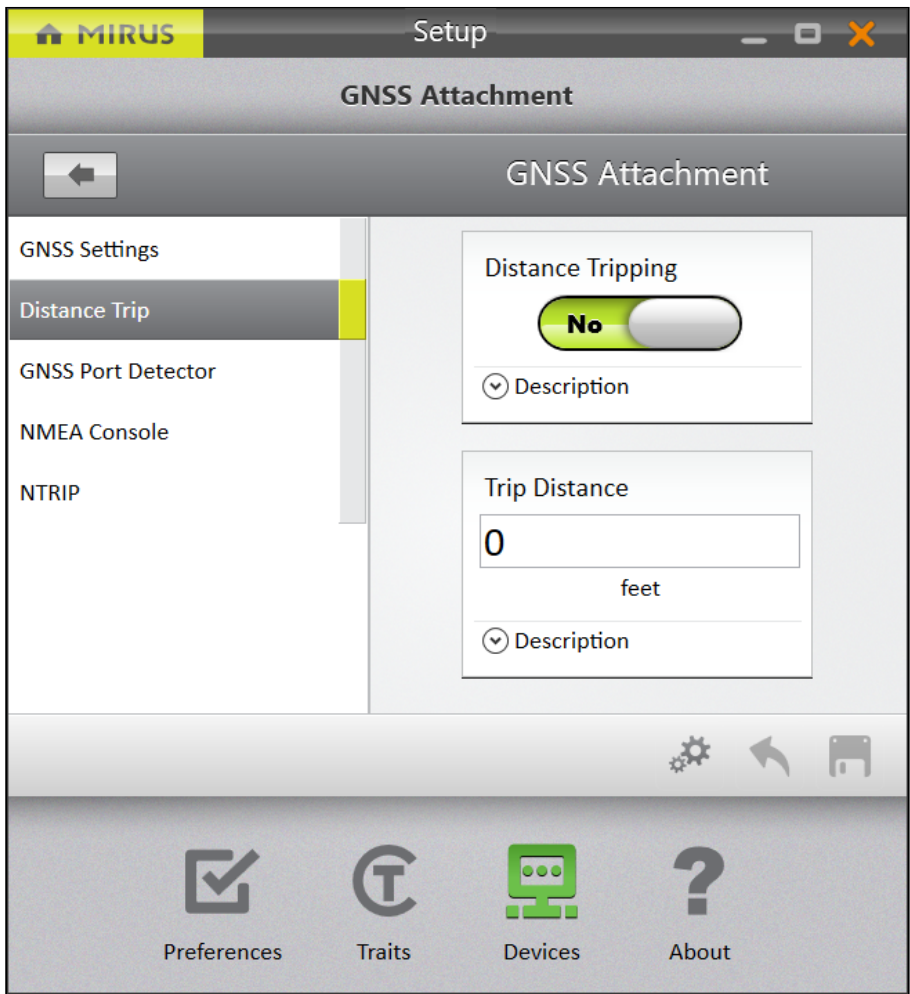 MIRUS
Setup
GNSS Attachment
GNSS Attachment
GNSS Settings
Distance Trip
GNSS Port Detector
NMEA Console
NTRIP
Distance Tripping
No
Description
Trip Distance
0
feet
Description
Preferences
Traits
Devices
About